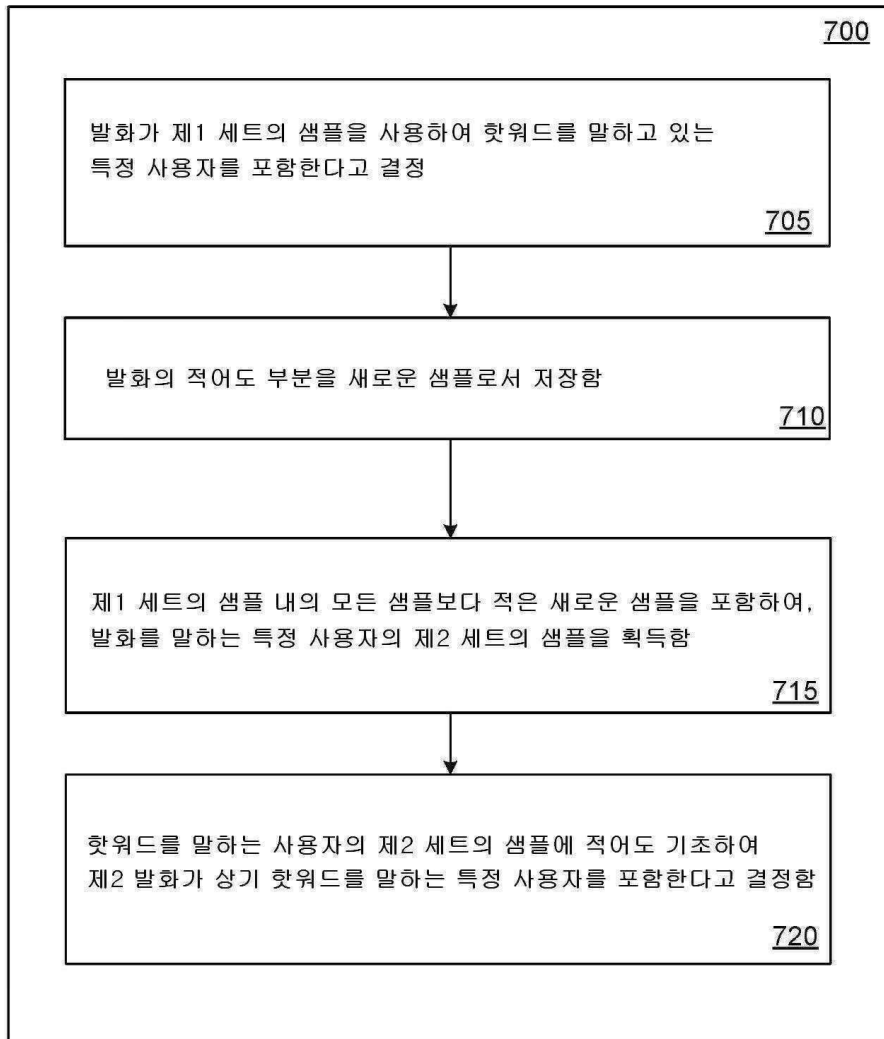 700
발화가 제1 세트의 샘플을 사용하여 핫워드를 말하고 있는
특정 사용자를 포함한다고 결정
705
발화의 적어도 부분을 새로운 샘플로서 저장함
710
제1 세트의 샘플 내의 모든 샘플보다 적은 새로운 샘플을 포함하여,
발화를 말하는 특정 사용자의 제2 세트의 샘플을 획득함
715
핫워드를 말하는 사용자의 제2 세트의 샘플에 적어도 기초하여
제2 발화가 상기 핫워드를 말하는 특정 사용자를 포함한다고 결정함
720